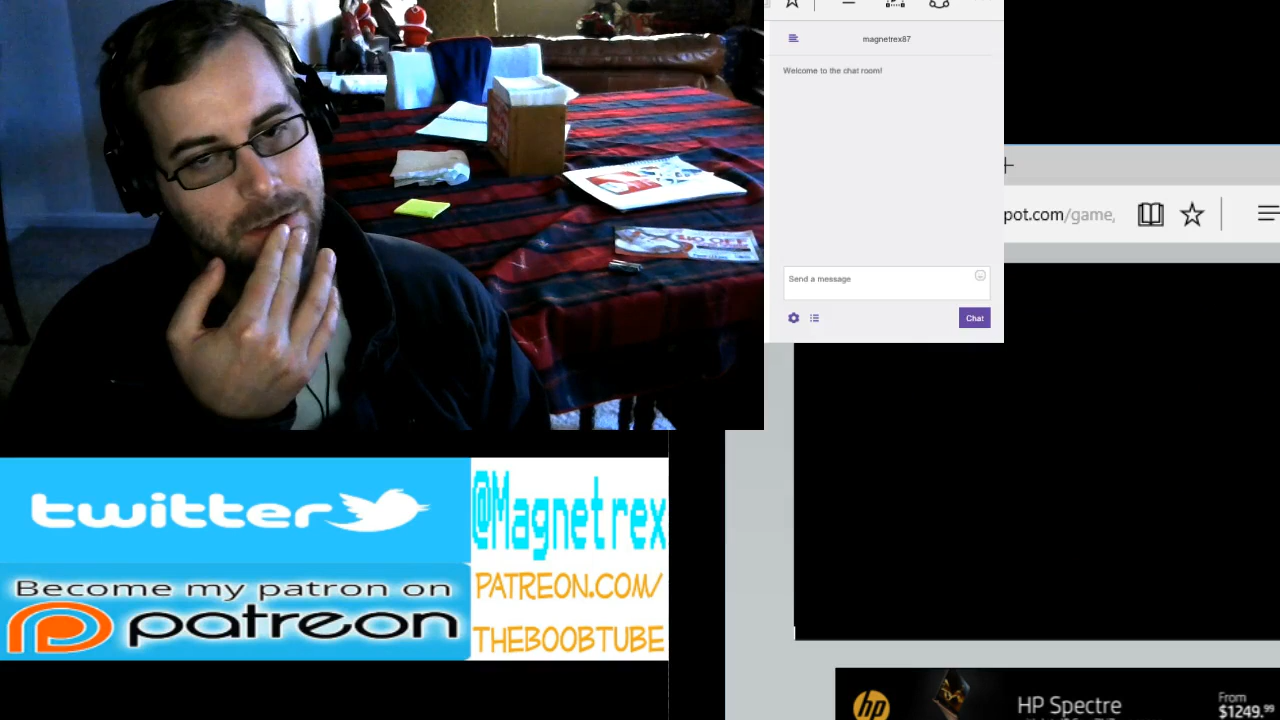 magnetrex87
Welcome to the chat room!
pot.com/game,
Send a message
Chat
twitter
@Magnetrex
Become my patron on
patreon
PATREON.COM/
THEBOOBTUBE
hp
HP Spectre
From
$1249.99